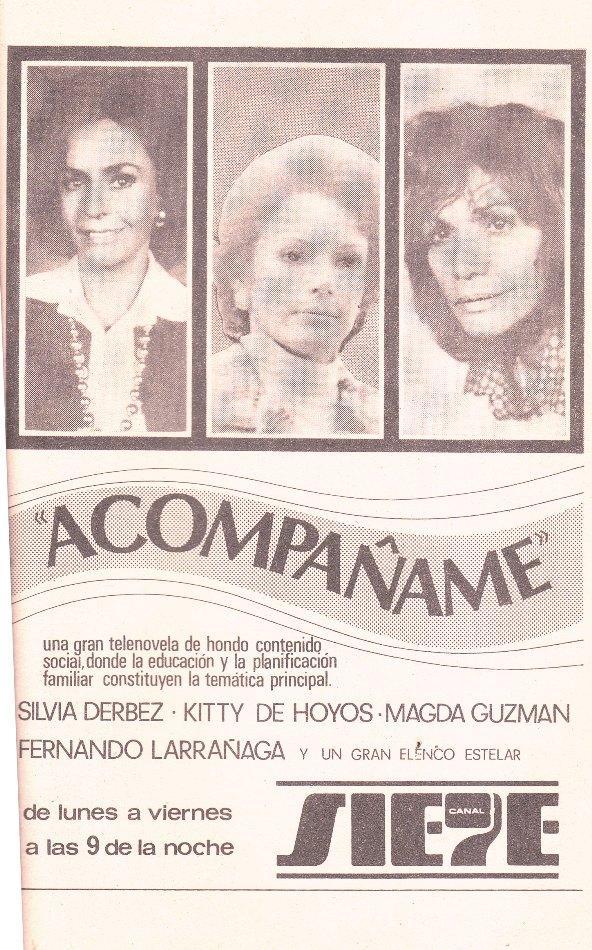 "ACOMPAÑAME"
una gran telenovela de hondo contenido
social, donde la educación y la planificación
familiar constituyen la temática principal.
SILVIA DERBEZ · KITTY DE HOYOS · MAGDA GUZMAN
FERNANDO LARRAÑAGA Y UN GRAN ELENCO ESTELAR
de lunes a viernes
a las 9 de la noche
SIE7E
CANAL